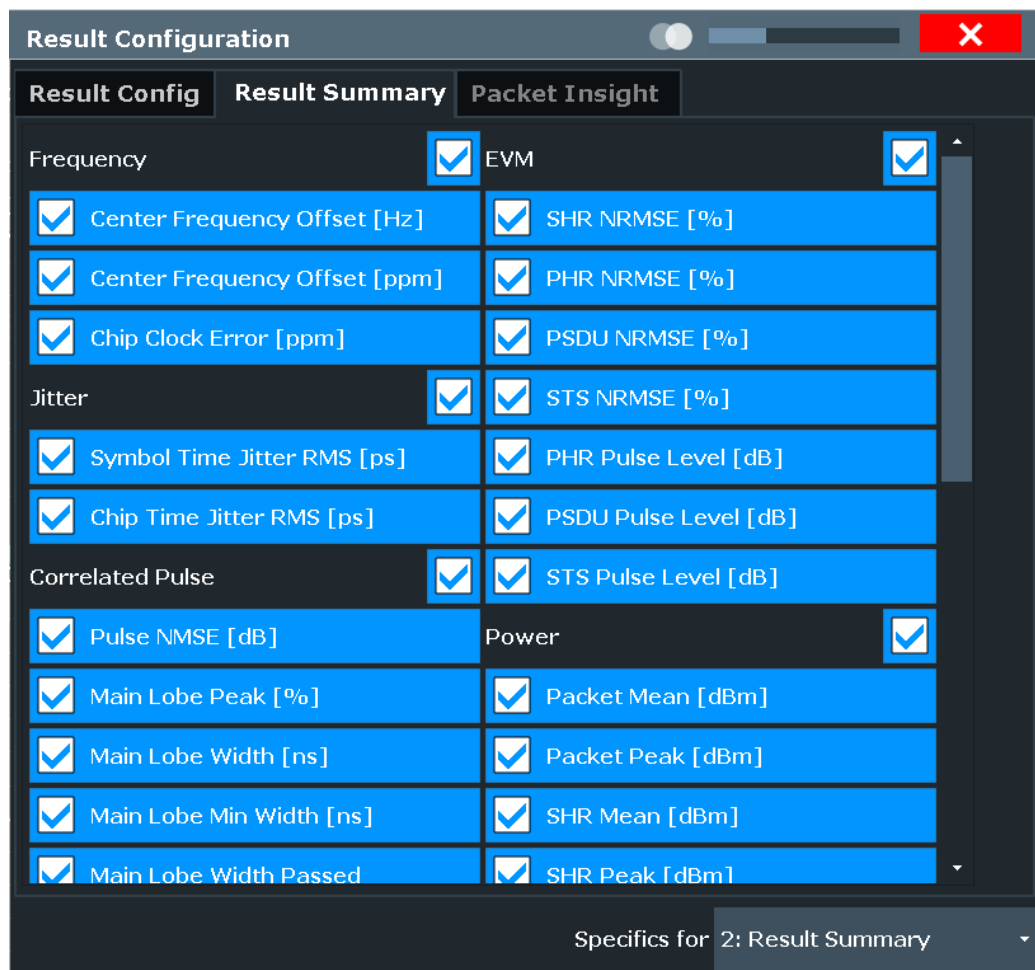 Result Configuration
Result Config Result Summary Packet Insight
Frequency
Center Frequency Offset [Hz]
Center Frequency Offset [ppm]
Chip Clock Error [ppm]
Jitter
Symbol Time Jitter RMS [ps]
Chip Time Jitter RMS [ps]
Correlated Pulse
Pulse NMSE [dB]
Main Lobe Peak [%]
Main Lobe Width [ns]
Main Lobe Min Width [ns]
Main Lobe Width Passed
EVM
SHR NRMSE [%]
PHR NRMSE [%]
PSDU NRMSE [%]
STS NRMSE [%]
PHR Pulse Level [dB]
PSDU Pulse Level [dB]
STS Pulse Level [dB]
Power
Packet Mean [dBm]
Packet Peak [dBm]
SHR Mean [dBm]
SHR Peak [dBm]
Specifics for 2: Result Summary